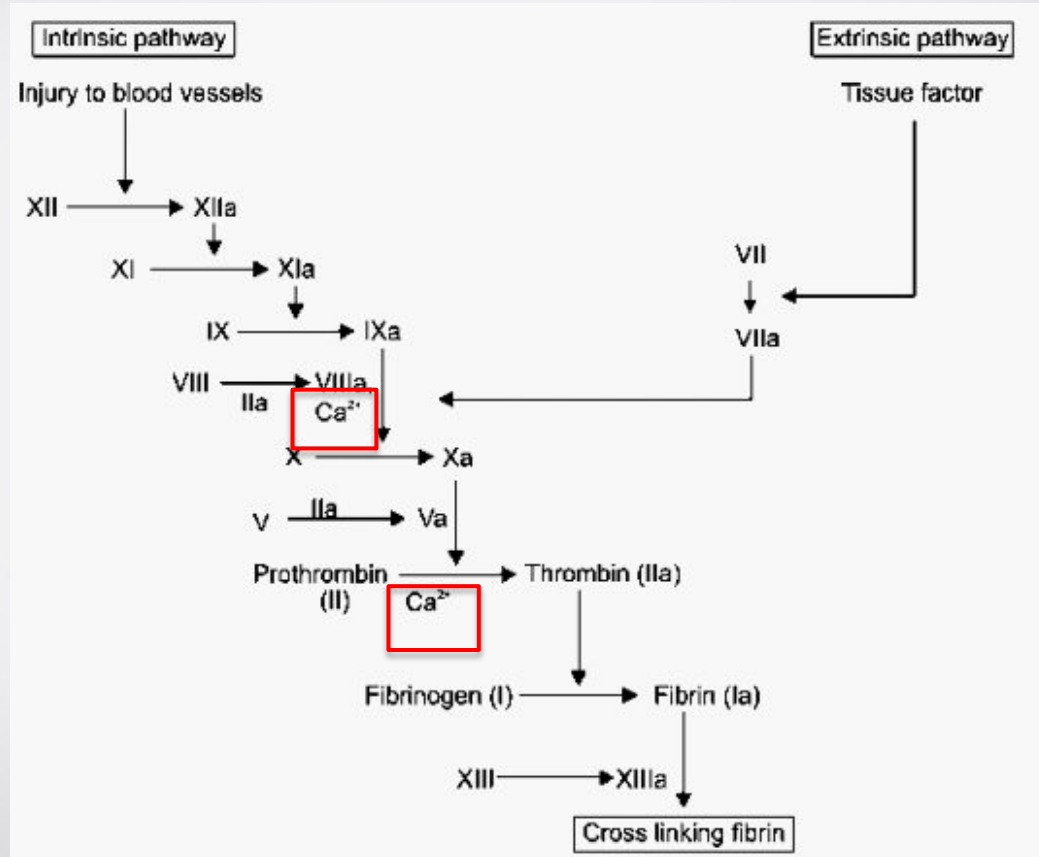 Intrinsic pathway
Extrinsic pathway
Injury to blood vessels
Tissue factor
XII
XIIa
XI
XIa
VII
IX
IXa
VIIa
VIII
IIa
VIIIa,
Ca²⁺
X
Xa
V
IIa
Va
Prothrombin
(II)
Ca²⁺
Thrombin (IIa)
Fibrinogen (I)
Fibrin (Ia)
XIII
XIIIa
Cross linking fibrin